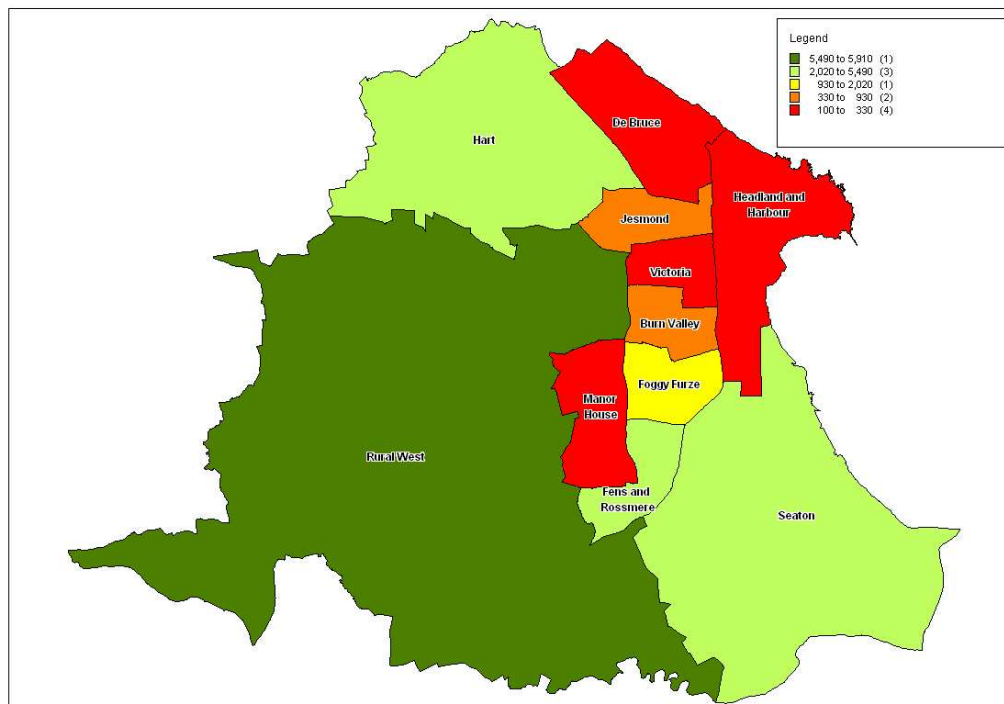 Legend
5,490 to 5,910 (1)
2,020 to 5,490 (3)
930 to 2,020 (1)
330 to 930 (2)
100 to 330 (4)
De Bruce
Hart
Headland and
Harbour
Jesmond
Victoria
Burn Valley
Foggy Furze
Manor
House
Rural West
Fens and
Rossmere
Seaton